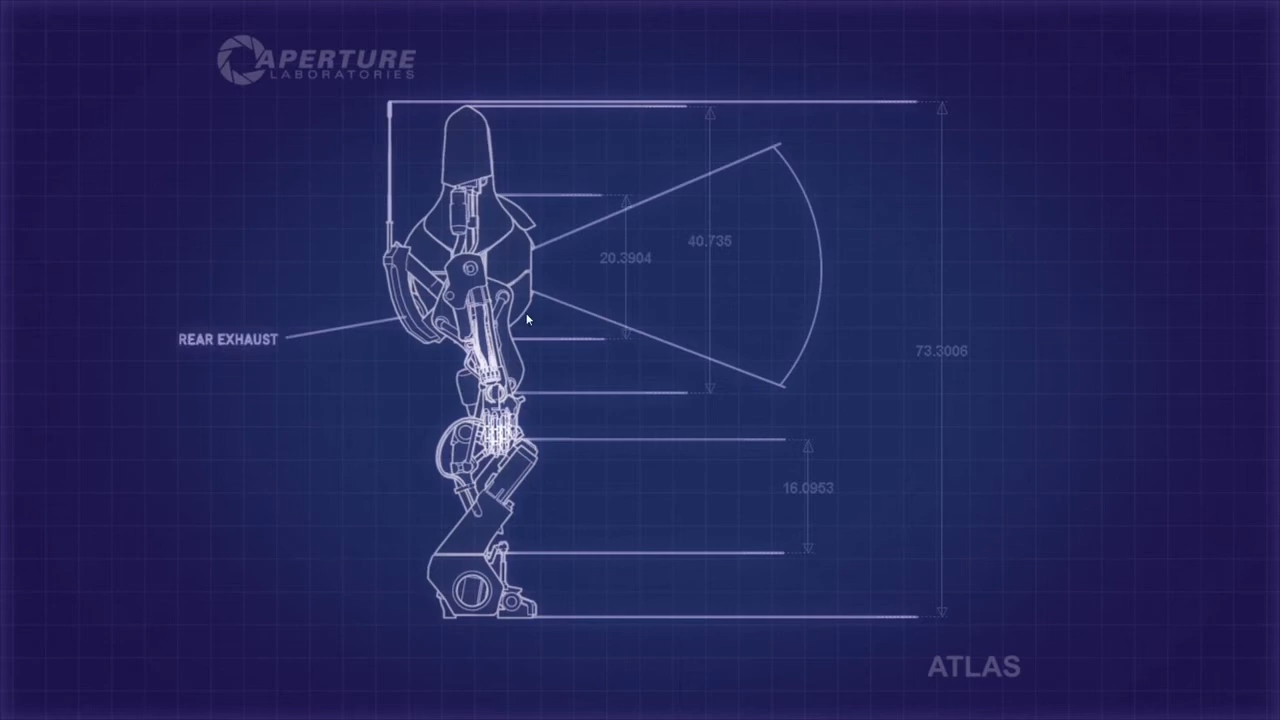 APERTURE
LABORATORIES
40.735
20.3904
REAR EXHAUST
73.3006
16.0953
ATLAS